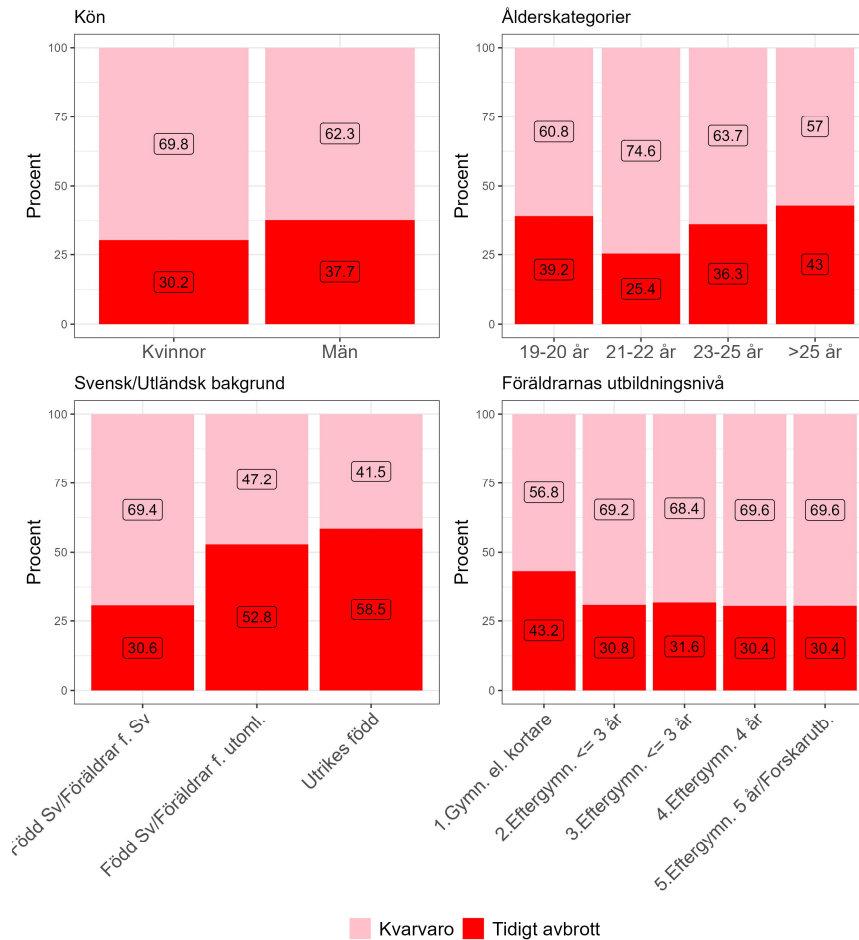 Kön
Procent
100
75
50
25
0
69.8
62.3
30.2
37.7
Kvinnor Män
Ålderskategorier
Procent
100
75
50
25
0
60.8
74.6
63.7
57
39.2
25.4
36.3
43
19-20 år 21-22 år 23-25 år >25 år
Svensk/Utländsk bakgrund
Procent
100
75
50
25
0
69.4
47.2
41.5
30.6
52.8
58.5
Född Sv/Föräldrar f. Sv
Född Sv/Föräldrar f. utoml.
Utrikes född
Föräldrarnas utbildningsnivå
Procent
100
75
50
25
0
56.8
69.2
68.4
69.6
69.6
43.2
30.8
31.6
30.4
30.4
1.Gymn. el. kortare
2.Eftergymn. <= 3 år
3.Eftergymn. <= 3 år
4.Eftergymn. 4 år
5.Eftergymn. 5 år/Forskarutb.
Kvarvaro Tidigt avbrott